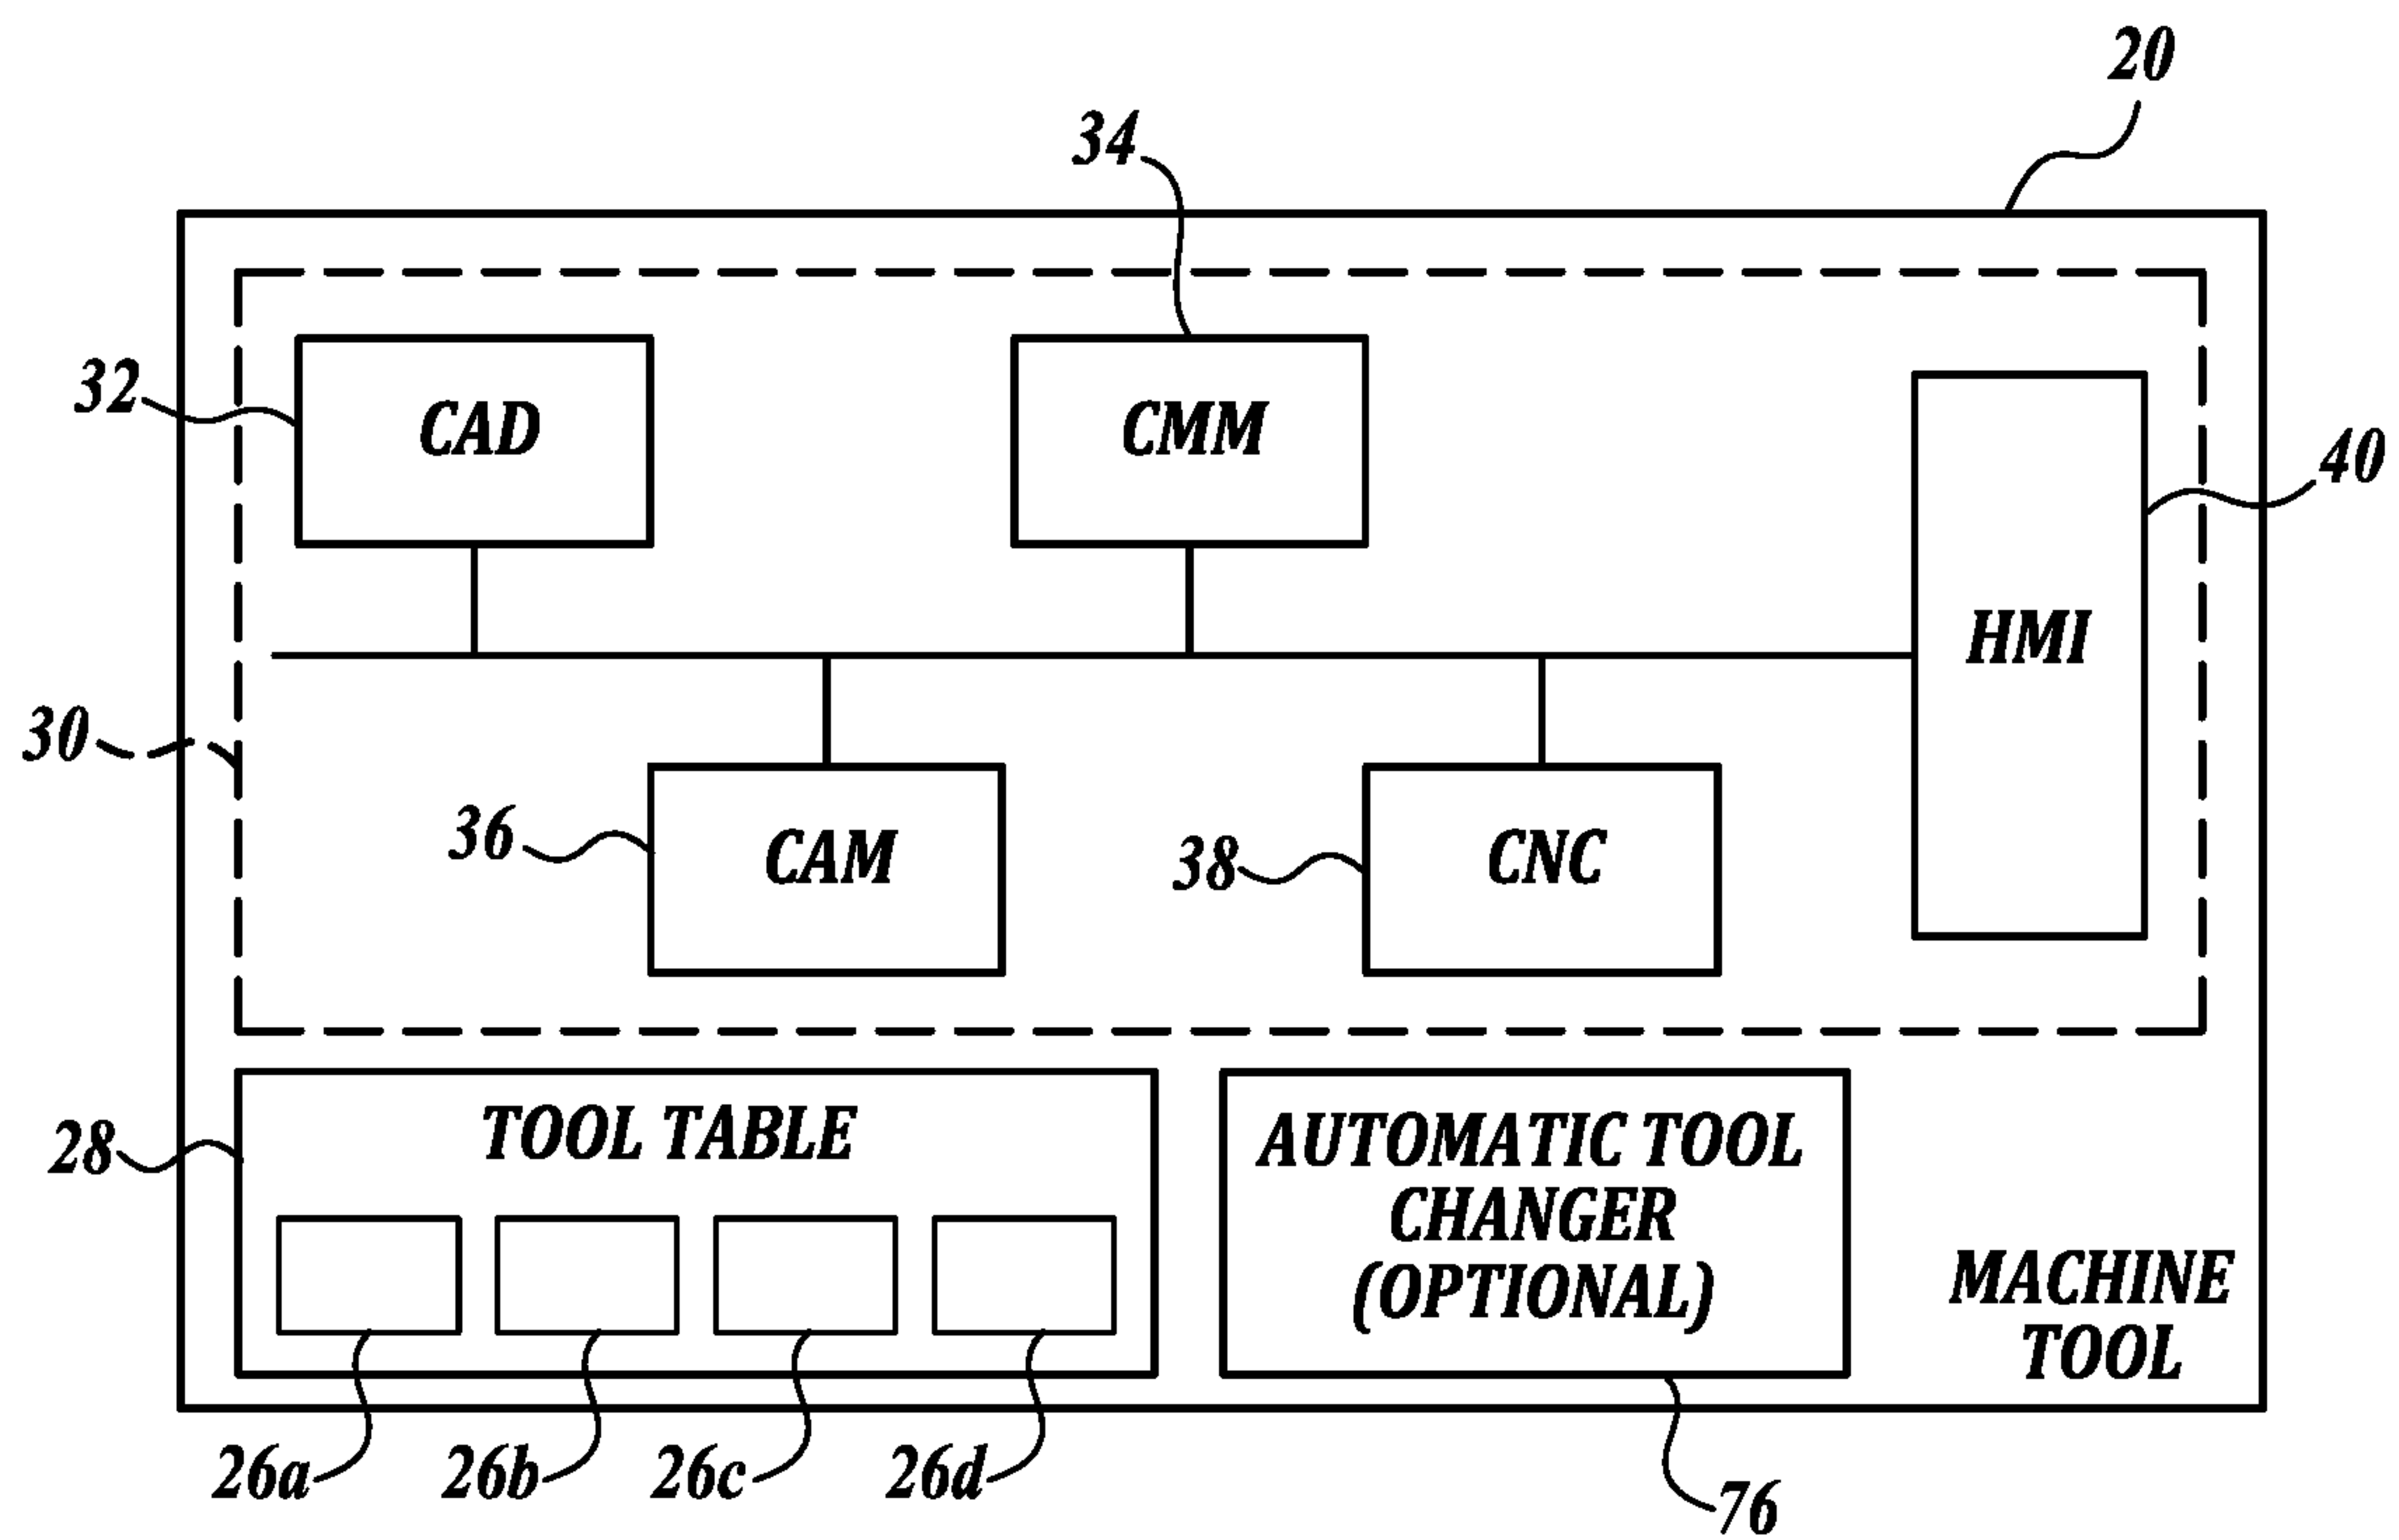 20
34
32
CAD
CMM
40
HMI
30
36
CAM
38
CNC
28
TOOL TABLE
AUTOMATIC TOOL
CHANGER
(OPTIONAL)
MACHINE
TOOL
26a
26b
26c
26d
76